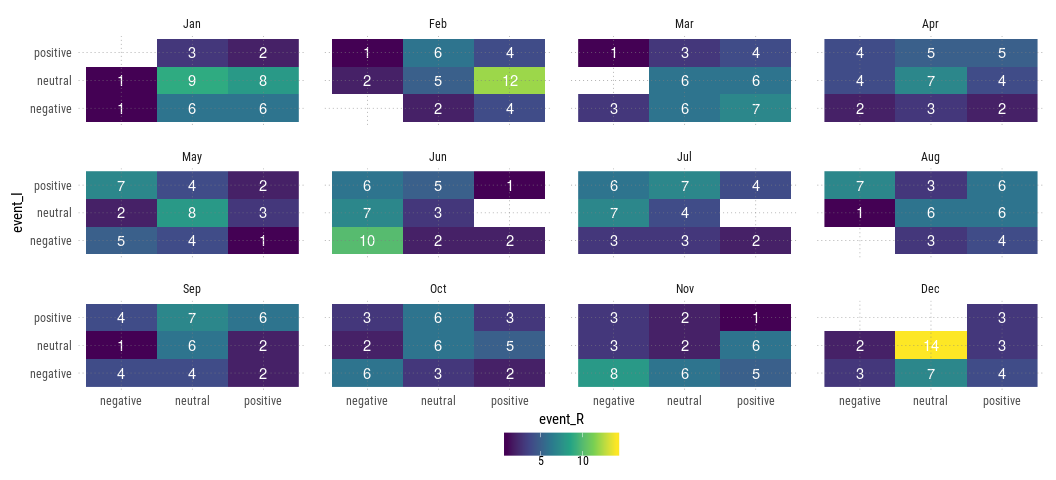 Jan Feb Mar Apr
positive 3 2 1 6 4 1 3 4 4 5 5
neutral 1 9 8 2 5 12 6 6 4 7 4
negative 1 6 6 2 4 3 6 7 2 3 2
May Jun Jul Aug
positive 7 4 2 6 5 1 6 7 4 7 3 6
neutral 2 8 3 7 3 7 4 1 6 6
negative 5 4 1 10 2 2 3 3 2 3 4
event_I
Sep Oct Nov Dec
positive 4 7 6 3 6 3 3 2 1 3
neutral 1 6 2 2 6 5 3 2 6 2 14 3
negative 4 4 2 6 3 2 8 6 5 3 7 4
negative neutral positive negative neutral positive negative neutral positive negative neutral positive
event_R
5 10